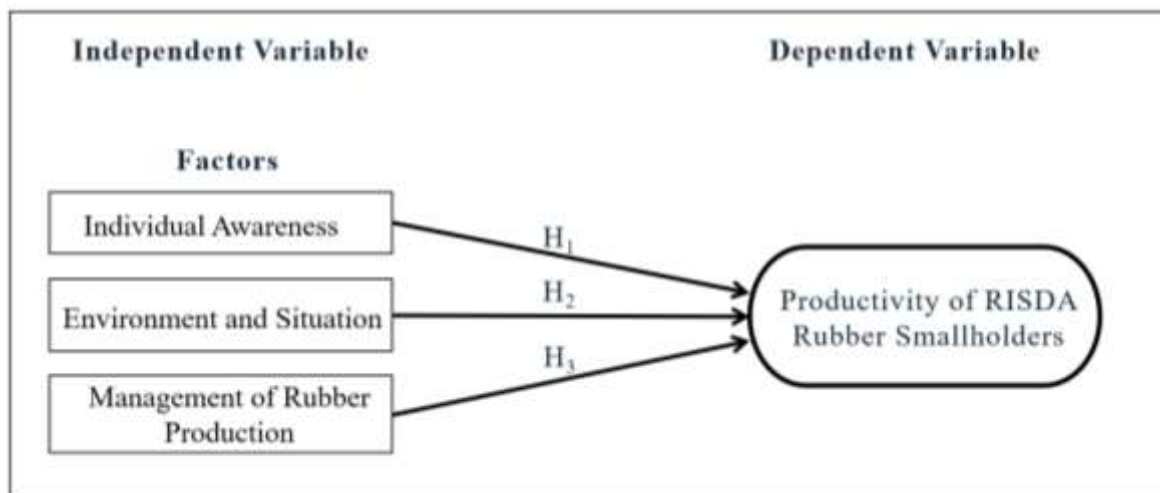 Independent Variable
Dependent Variable
Factors
Individual Awareness
H1
Environment and Situation
H2
Management of Rubber
Production
H3
Productivity of RISDA
Rubber Smallholders